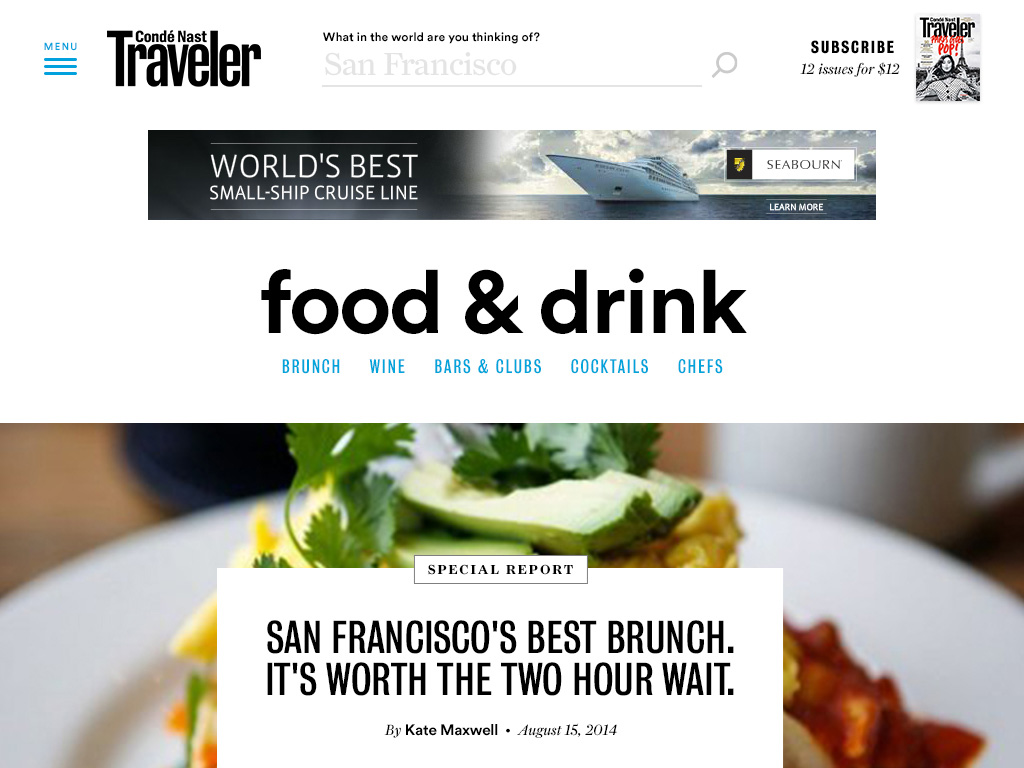 MENU
Condé Nast
Traveler
What in the world are you thinking of?
San Francisco
SUBSCRIBE
12 issues for $12
Condé Nast
Traveler
POP!
WORLD'S BEST
SMALL-SHIP CRUISE LINE
SEABOURN
LEARN MORE
food & drink
BRUNCH WINE BARS & CLUBS COCKTAILS CHEFS
SPECIAL REPORT
SAN FRANCISCO'S BEST BRUNCH.
IT'S WORTH THE TWO HOUR WAIT.
By Kate Maxwell • August 15, 2014